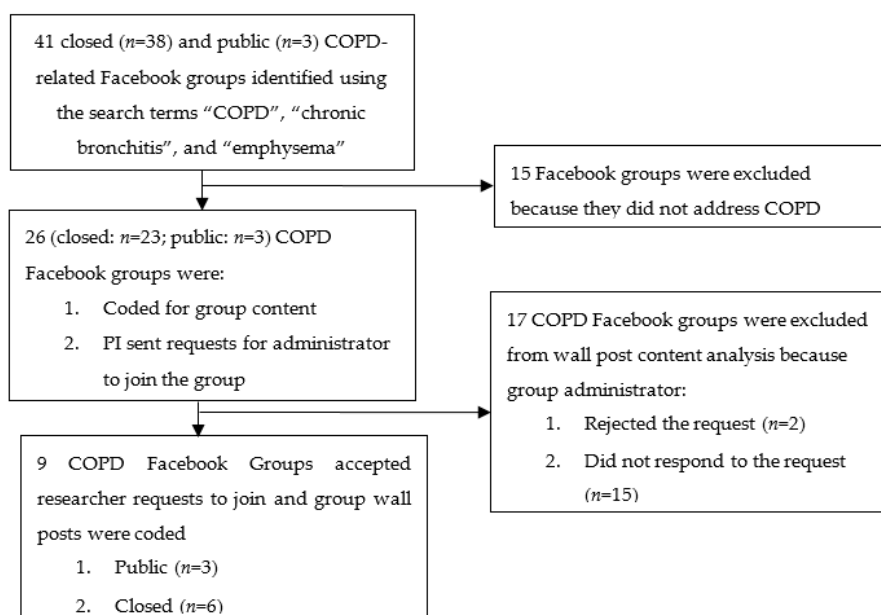 41 closed (n=38) and public (n=3) COPD-
related Facebook groups identified using
the search terms “COPD”, “chronic
bronchitis”, and “emphysema”
15 Facebook groups were excluded
because they did not address COPD
26 (closed: n=23; public: n=3) COPD
Facebook groups were:
1. Coded for group content
2. PI sent requests for administrator
to join the group
17 COPD Facebook groups were excluded
from wall post content analysis because
group administrator:
1. Rejected the request (n=2)
2. Did not respond to the request
(n=15)
9 COPD Facebook Groups accepted
researcher requests to join and group wall
posts were coded
1. Public (n=3)
2. Closed (n=6)